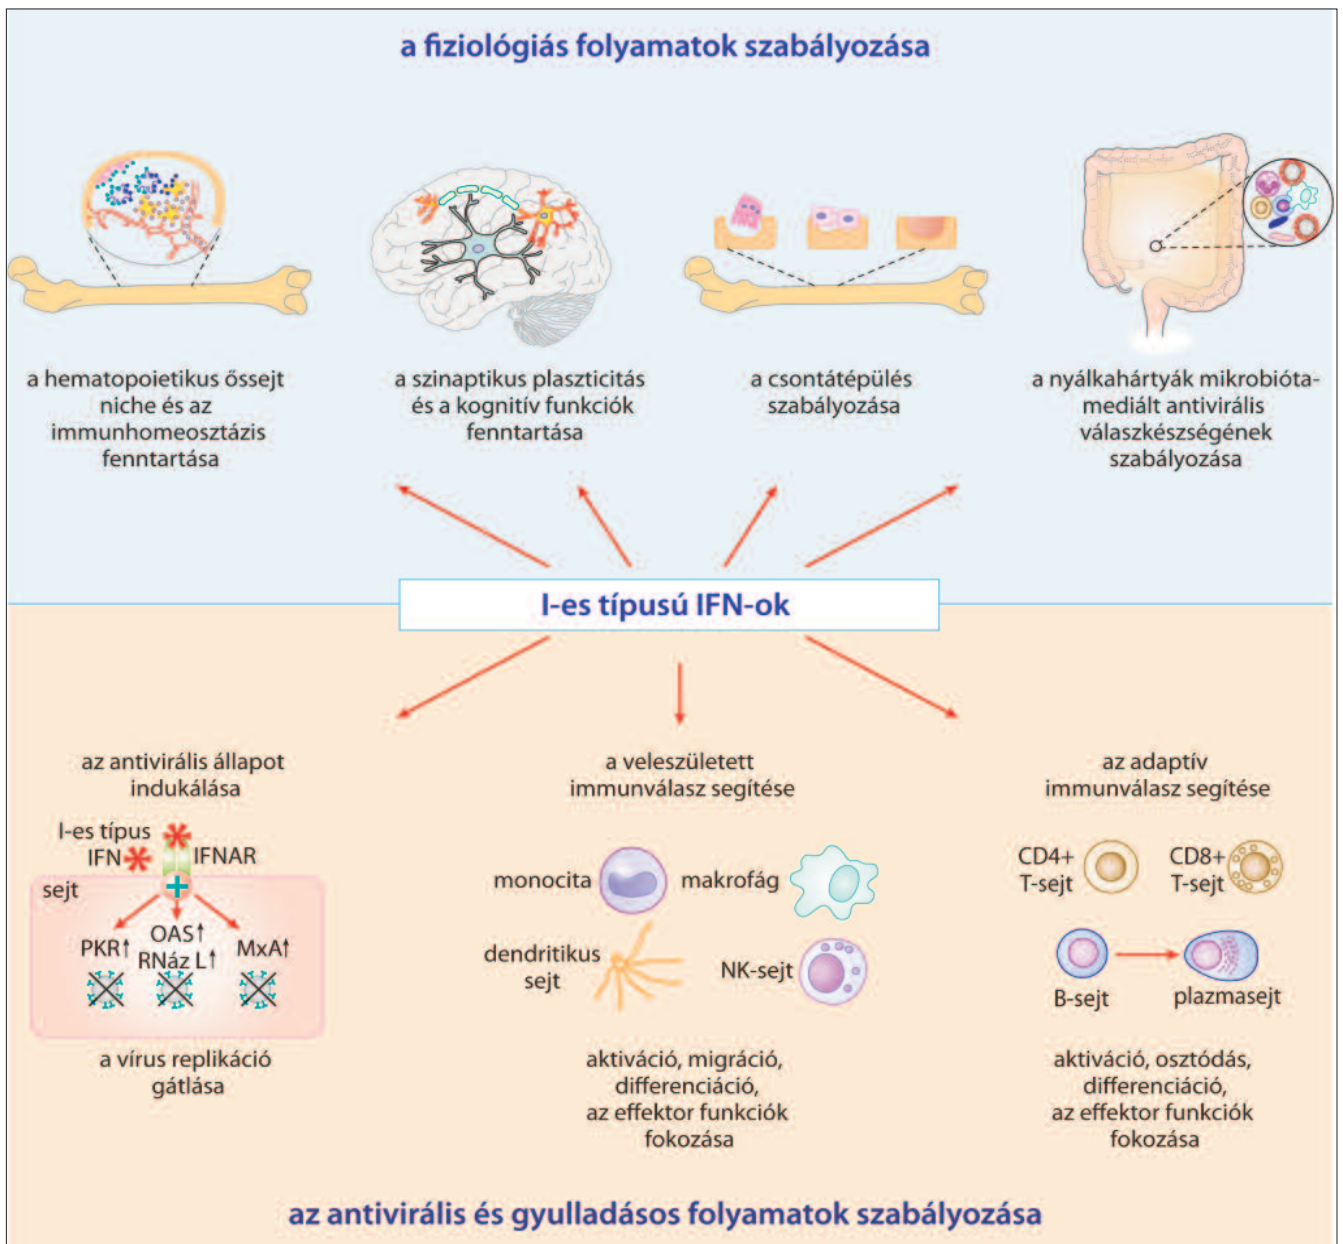 a fiziológiás folyamatok szabályozása
a hematopoietikus őssejt
niche és az
immunhomeosztázis
fenntartása
a szinaptikus plaszticitás
és a kognitív funkciók
fenntartása
a csontátépülés
szabályozása
a nyálkahártyák mikrobióta-
mediált antivirális
válaszkészségének
szabályozása
I-es típusú IFN-ok
az antivirális állapot
indukálása
I-es típus
IFN
IFNAR
sejt
+
PKR↑
OAS↑
RNáz L↑
MxA↑
a vírus replikáció
gátlása
a veleszületett
immunválasz segítése
monocita
makrofág
dendritikus
sejt
NK-sejt
aktiváció, migráció,
differenciáció,
az effektor funkciók
fokozása
az adaptív
immunválasz segítése
CD4+
T-sejt
CD8+
T-sejt
B-sejt
plazmasejt
aktiváció, osztódás,
differenciáció,
az effektor funkciók
fokozása
az antivirális és gyulladásos folyamatok szabályozása